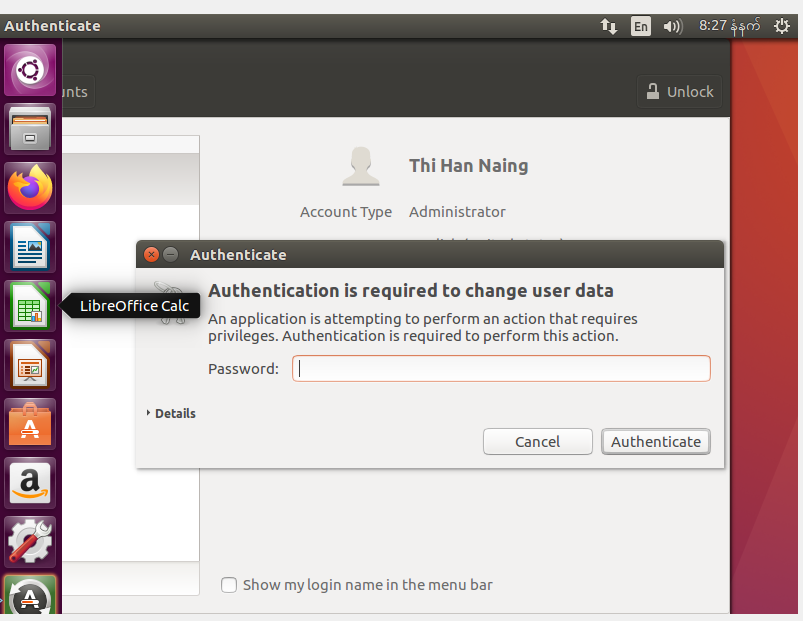 Authenticate
En
8:27 နံနက်
unts
Unlock
Thi Han Naing
Account Type
Administrator
Authenticate
Authentication is required to change user data
LibreOffice Calc
An application is attempting to perform an action that requires
privileges. Authentication is required to perform this action.
Password:
Details
Cancel
Authenticate
a
Show my login name in the menu bar